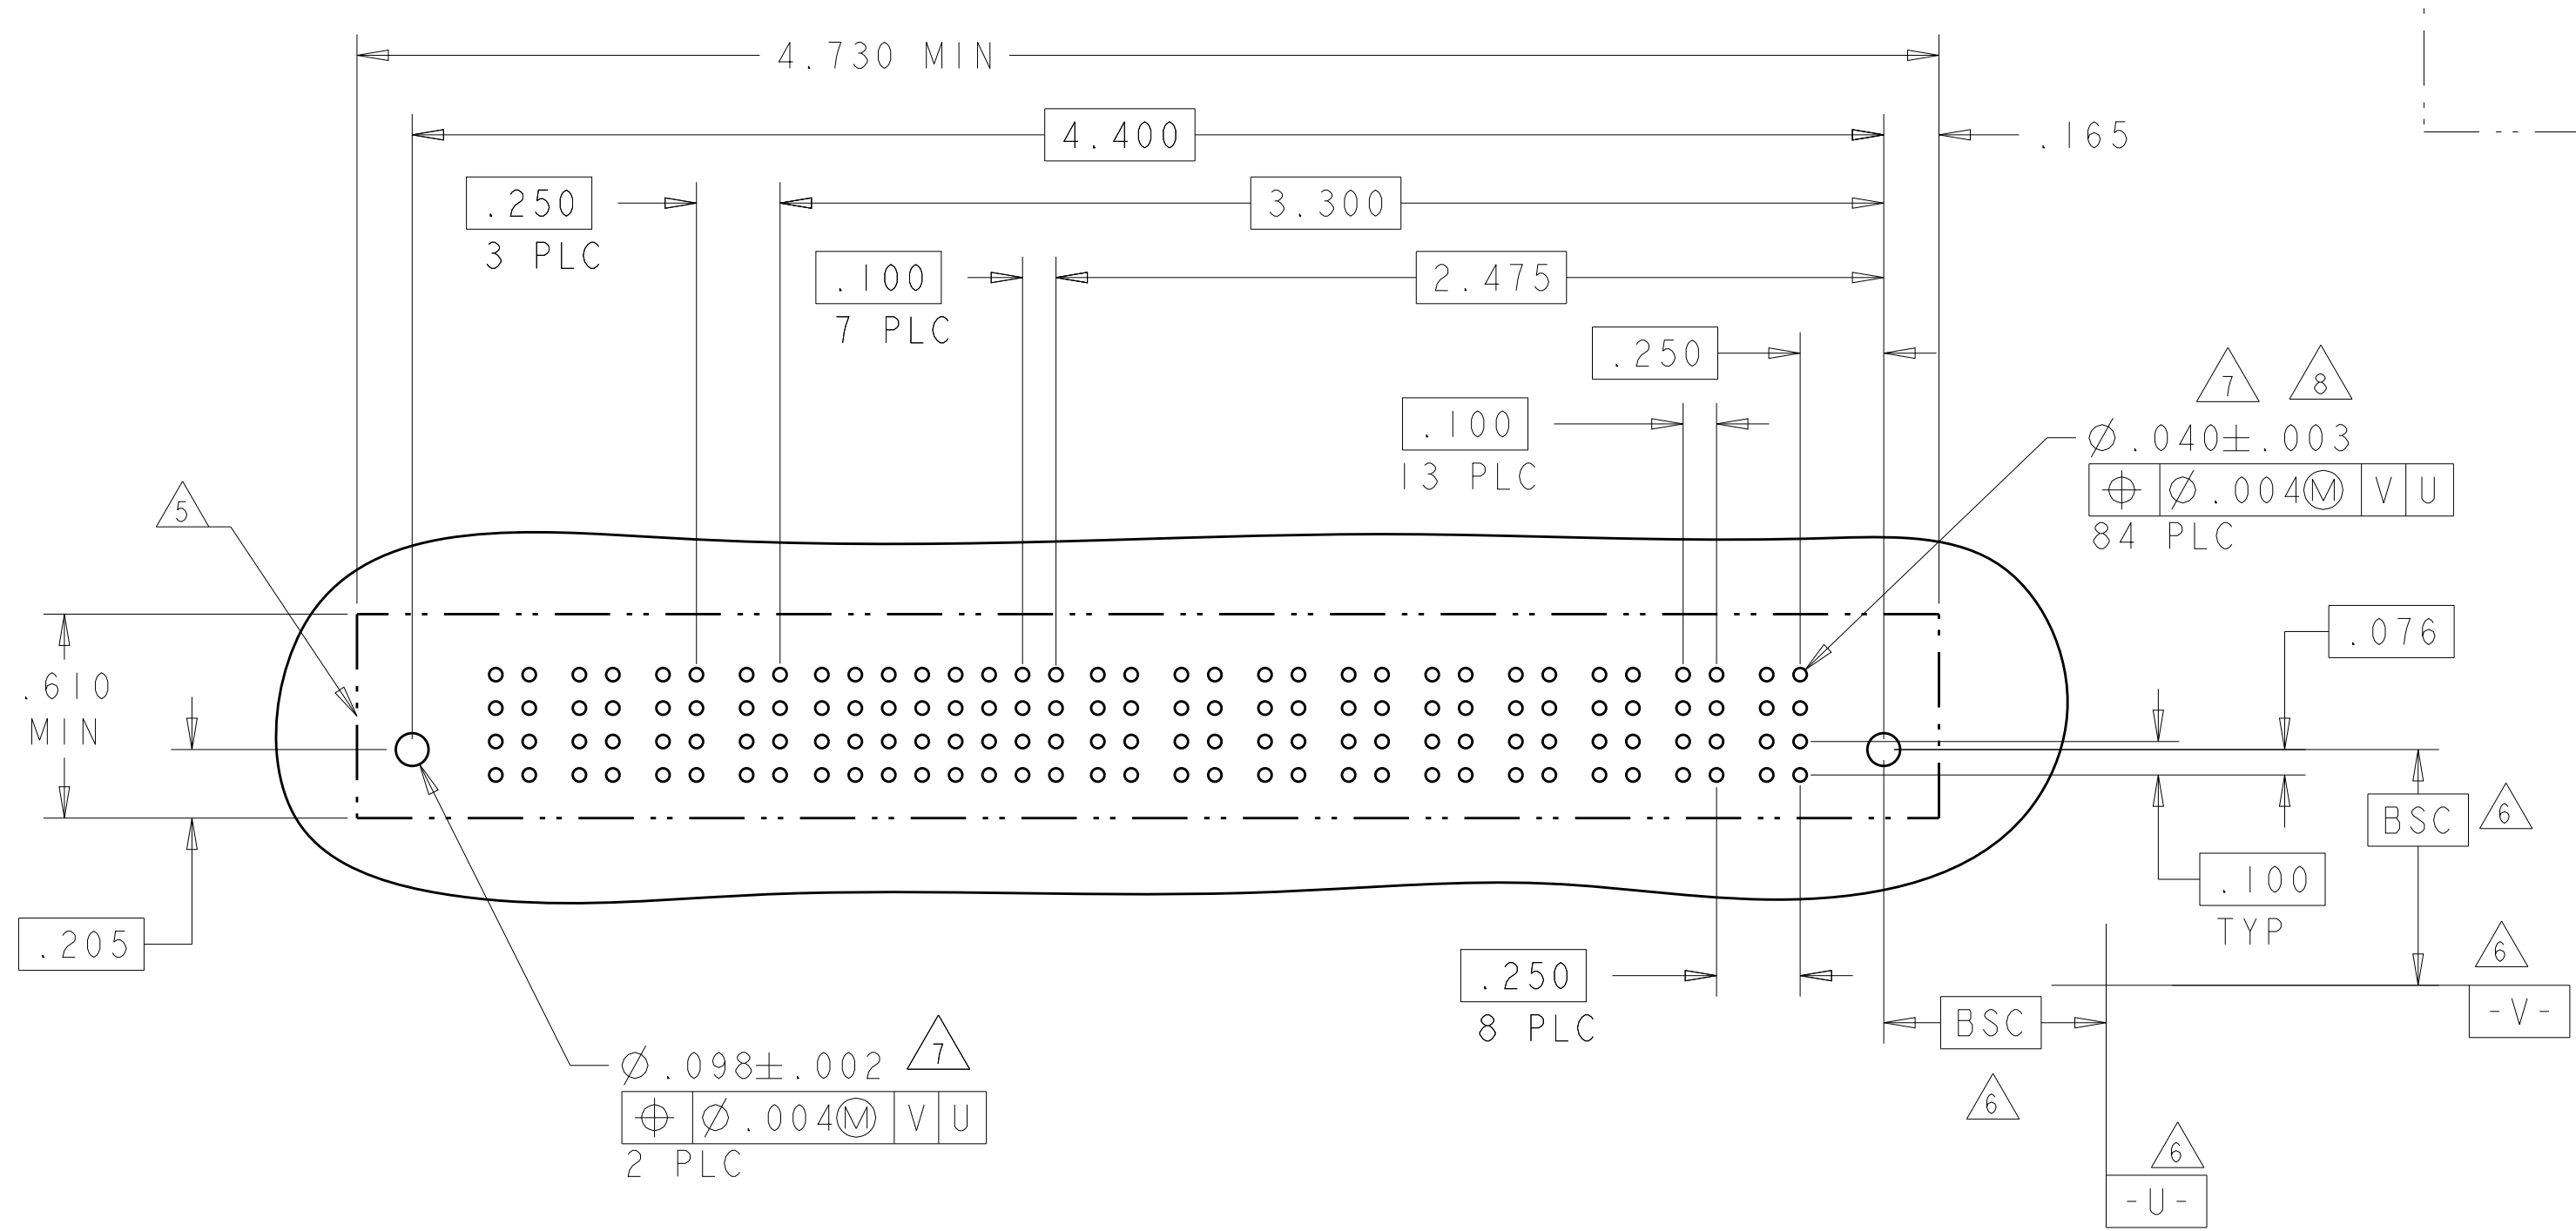 4.730 MIN
4.400
.165
.250
3 PLC
3.300
.100
7 PLC
2.475
.250
.100
13 PLC
7
8
Ø.040±.003
⌖ Ø.004Ⓜ V U
84 PLC
5
.610
MIN
.076
BSC
6
.100
TYP
.205
.250
8 PLC
6
-V-
BSC
6
Ø.098±.002
7
⌖ Ø.004Ⓜ V U
2 PLC
6
-U-